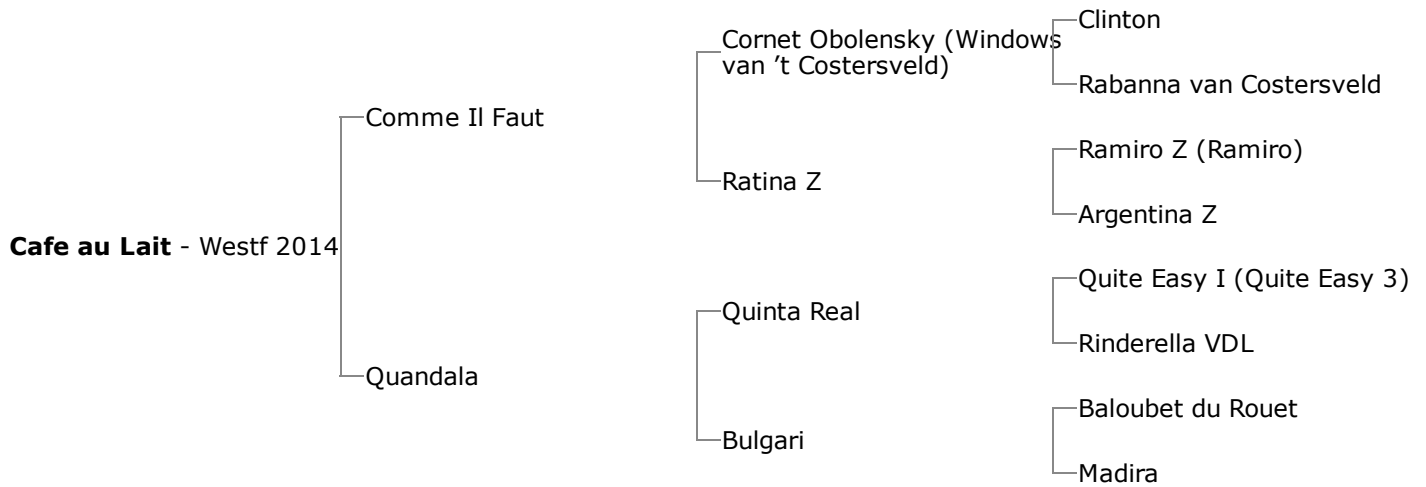 Clinton
Cornet Obolensky (Windows
van ’t Costersveld)
Rabanna van Costersveld
Comme Il Faut
Ramiro Z (Ramiro)
Ratina Z
Argentina Z
Cafe au Lait - Westf 2014
Quite Easy I (Quite Easy 3)
Quinta Real
Rinderella VDL
Quandala
Baloubet du Rouet
Bulgari
Madira